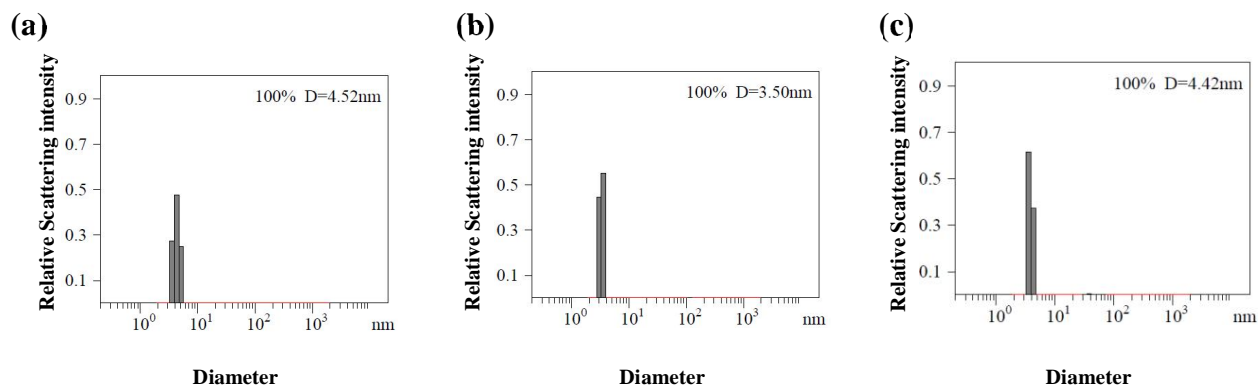 (a)
Relative Scattering intensity
0.9
0.7
0.5
0.3
0.1
100% D=4.52nm
10⁰ 10¹ 10² 10³ nm
Diameter
(b)
Relative Scattering intensity
0.9
0.7
0.5
0.3
0.1
100% D=3.50nm
10⁰ 10¹ 10² 10³ nm
Diameter
(c)
Relative Scattering intensity
0.9
0.7
0.5
0.3
0.1
100% D=4.42nm
10⁰ 10¹ 10² 10³ nm
Diameter